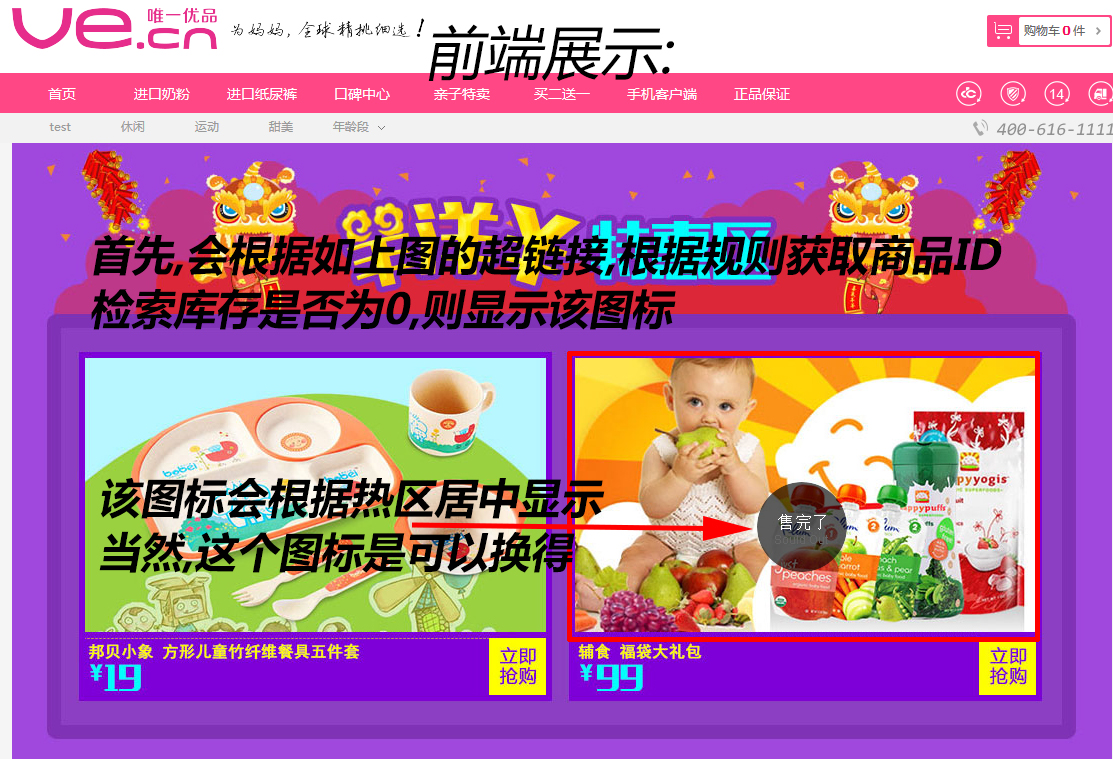 ve.cn
唯一优品
为妈妈,全球精挑细选!
前端展示:
购物车0件
首页 进口奶粉 进口纸尿裤 口碑中心 亲子特卖 买二送一 手机客户端 正品保证
14
test 休闲 运动 甜美 年龄段
400-616-1111
特惠区
首先,会根据如上图的超链接,根据规则获取商品ID
检索库存是否为0,则显示该图标
bobei
bobei
该图标会根据热区居中显示
当然,这个图标是可以换得
售完了
ppyyogis
appypuffs
peaches
邦贝小象 方形儿童竹纤维餐具五件套
¥19
立即
抢购
辅食 福袋大礼包
¥99
立即
抢购